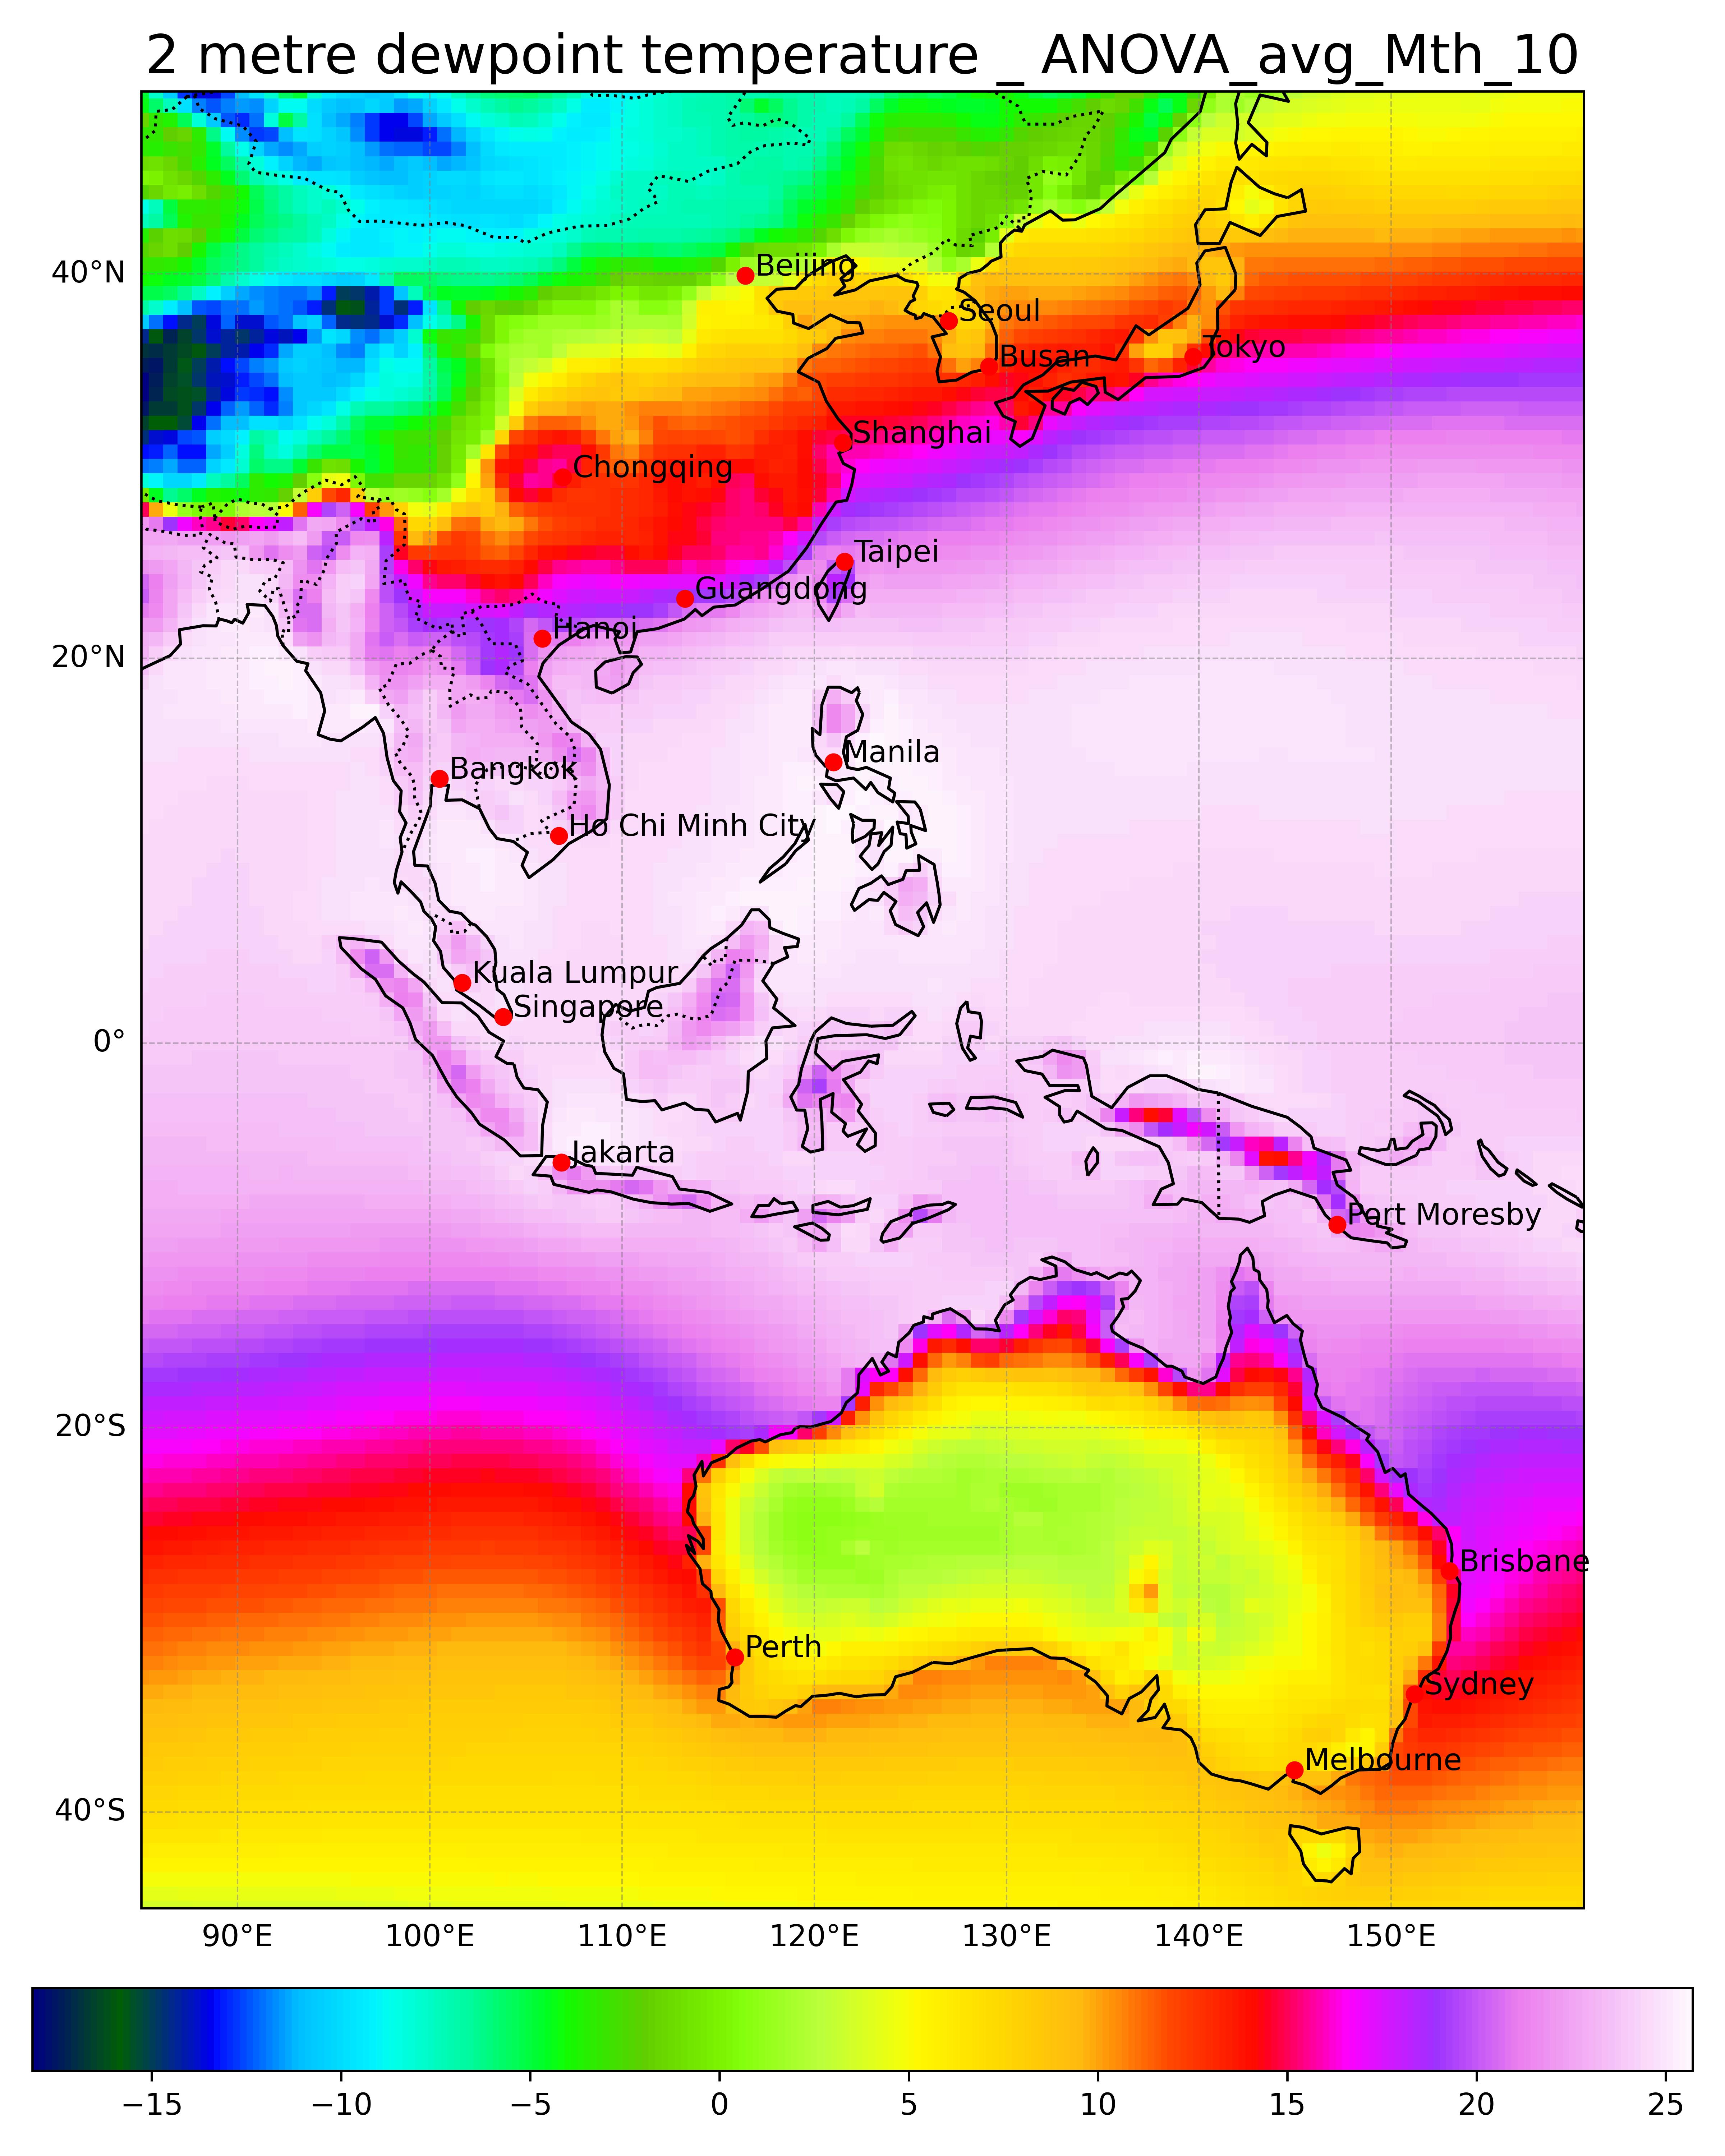 2 metre dewpoint temperature _ ANOVA_avg_Mth_10
40°N
20°N
0°
20°S
40°S
Beijing
Seoul
Tokyo
Busan
Shanghai
Chongqing
Taipei
Guangdong
Hanoi
Manila
Bangkok
Ho Chi Minh City
Kuala Lumpur
Singapore
Jakarta
Port Moresby
Brisbane
Perth
Sydney
Melbourne
90°E 100°E 110°E 120°E 130°E 140°E 150°E
−15 −10 −5 0 5 10 15 20 25